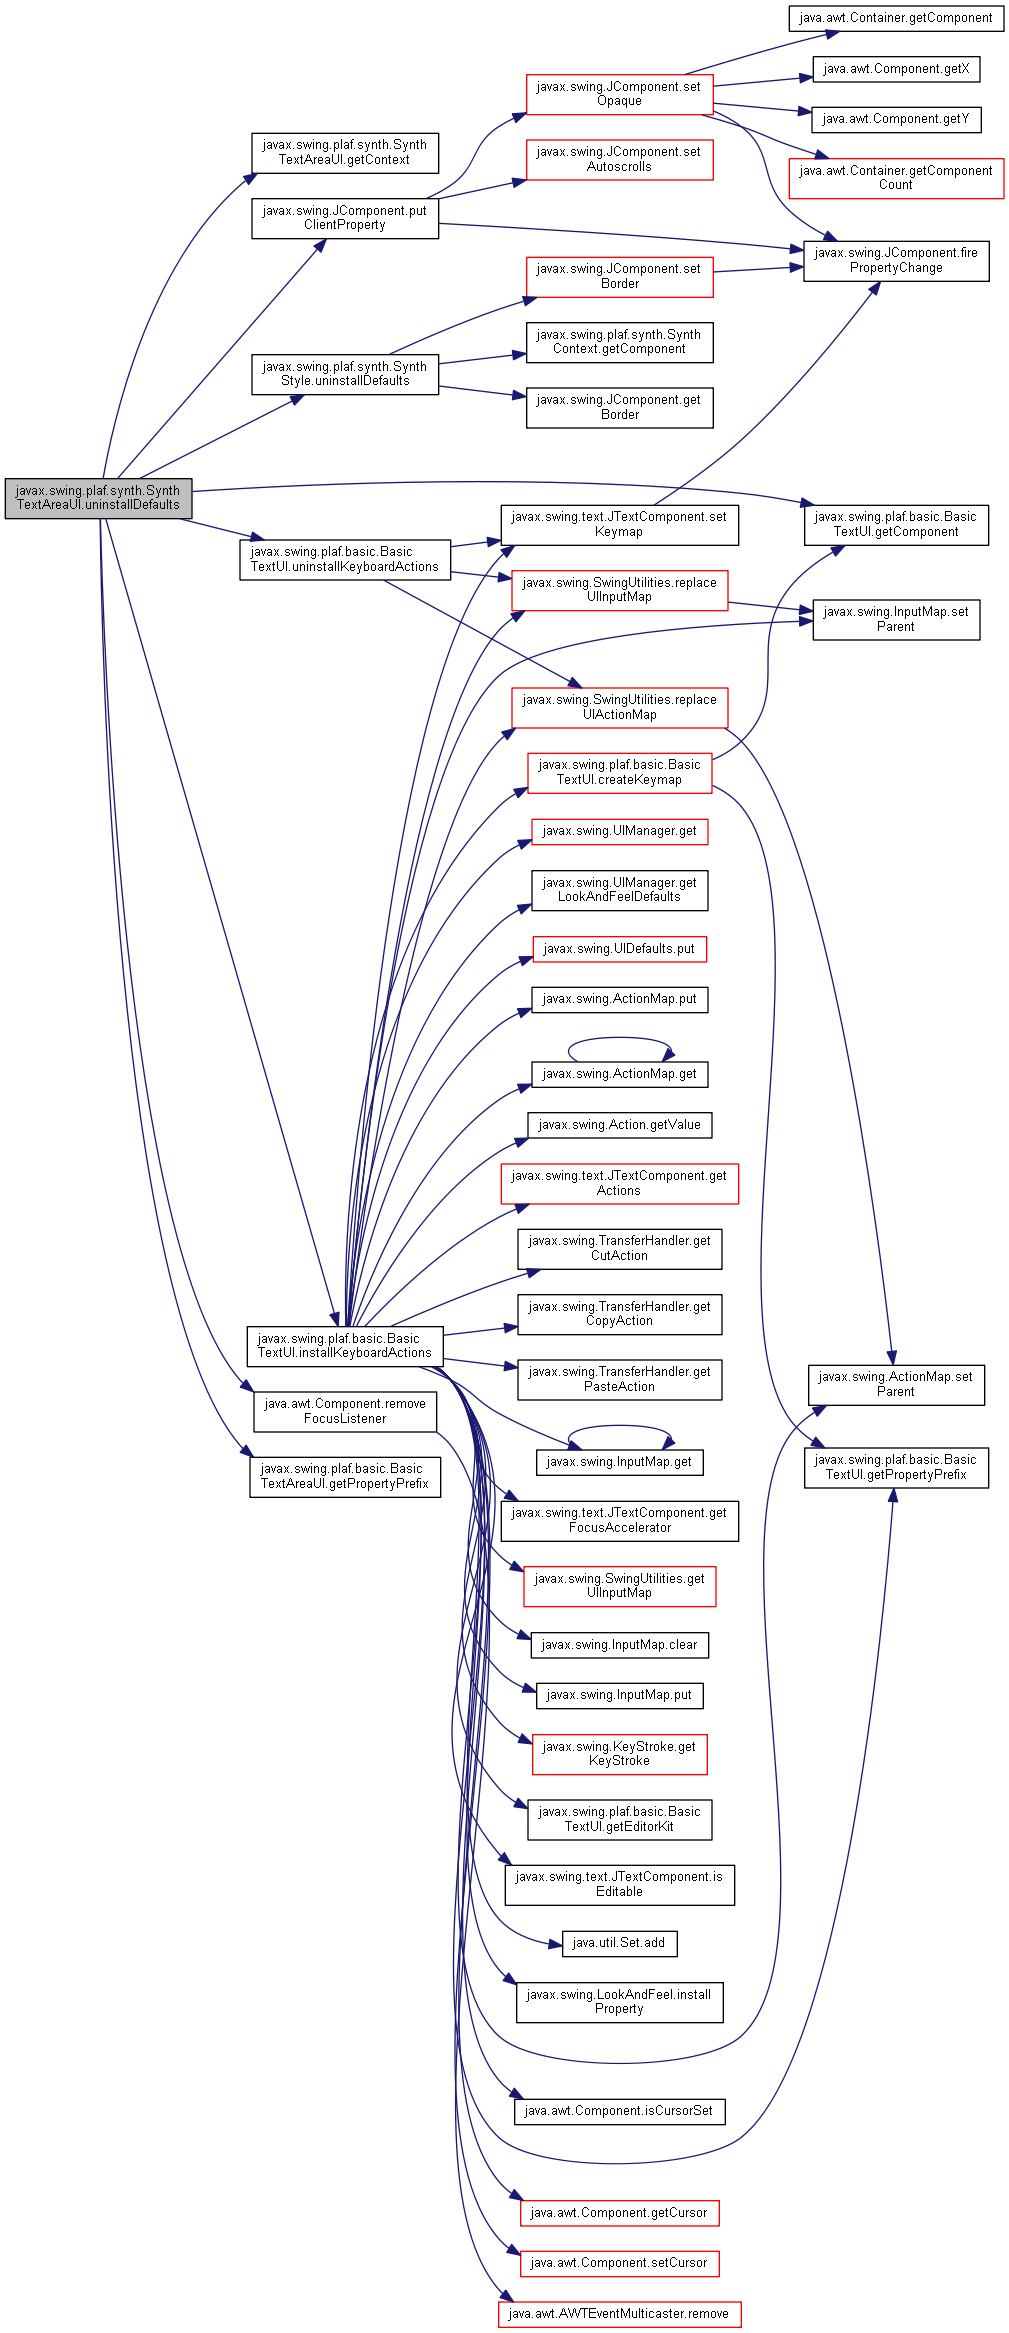 java.awt.Container.getComponent
java.awt.Component.getX
javax.swing.JComponent.set
Opaque
java.awt.Component.getY
javax.swing.plaf.synth.Synth
TextAreaUI.getContext
javax.swing.JComponent.set
Autoscrolls
java.awt.Container.getComponent
Count
javax.swing.JComponent.put
ClientProperty
javax.swing.JComponent.fire
PropertyChange
javax.swing.JComponent.set
Border
javax.swing.plaf.synth.Synth
Context.getComponent
javax.swing.plaf.synth.Synth
Style.uninstallDefaults
javax.swing.JComponent.get
Border
javax.swing.plaf.synth.Synth
TextAreaUI.uninstallDefaults
javax.swing.text.JTextComponent.set
Keymap
javax.swing.plaf.basic.Basic
TextUI.getComponent
javax.swing.plaf.basic.Basic
TextUI.uninstallKeyboardActions
javax.swing.SwingUtilities.replace
UIInputMap
javax.swing.InputMap.set
Parent
javax.swing.SwingUtilities.replace
UIActionMap
javax.swing.plaf.basic.Basic
TextUI.createKeymap
javax.swing.UIManager.get
javax.swing.UIManager.get
LookAndFeelDefaults
javax.swing.UIDefaults.put
javax.swing.ActionMap.put
javax.swing.ActionMap.get
javax.swing.Action.getValue
javax.swing.text.JTextComponent.get
Actions
javax.swing.TransferHandler.get
CutAction
javax.swing.TransferHandler.get
CopyAction
javax.swing.plaf.basic.Basic
TextUI.installKeyboardActions
javax.swing.TransferHandler.get
PasteAction
javax.swing.ActionMap.set
Parent
java.awt.Component.remove
FocusListener
javax.swing.InputMap.get
javax.swing.plaf.basic.Basic
TextUI.getPropertyPrefix
javax.swing.plaf.basic.Basic
TextAreaUI.getPropertyPrefix
javax.swing.text.JTextComponent.get
FocusAccelerator
javax.swing.SwingUtilities.get
UIInputMap
javax.swing.InputMap.clear
javax.swing.InputMap.put
javax.swing.KeyStroke.get
KeyStroke
javax.swing.plaf.basic.Basic
TextUI.getEditorKit
javax.swing.text.JTextComponent.is
Editable
java.util.Set.add
javax.swing.LookAndFeel.install
Property
java.awt.Component.isCursorSet
java.awt.Component.getCursor
java.awt.Component.setCursor
java.awt.AWTEventMulticaster.remove